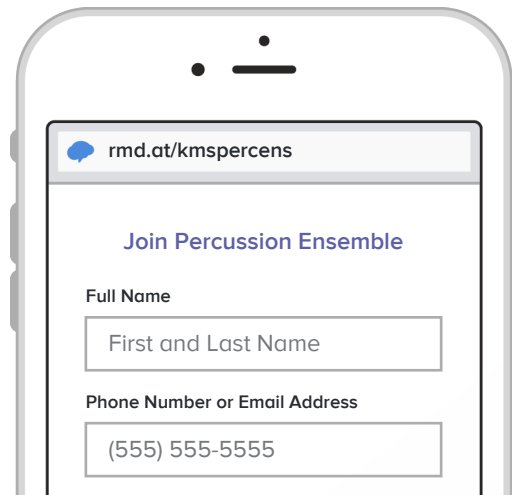 rmd.at/kmspercens
Join Percussion Ensemble
Full Name
First and Last Name
Phone Number or Email Address
(555) 555-5555